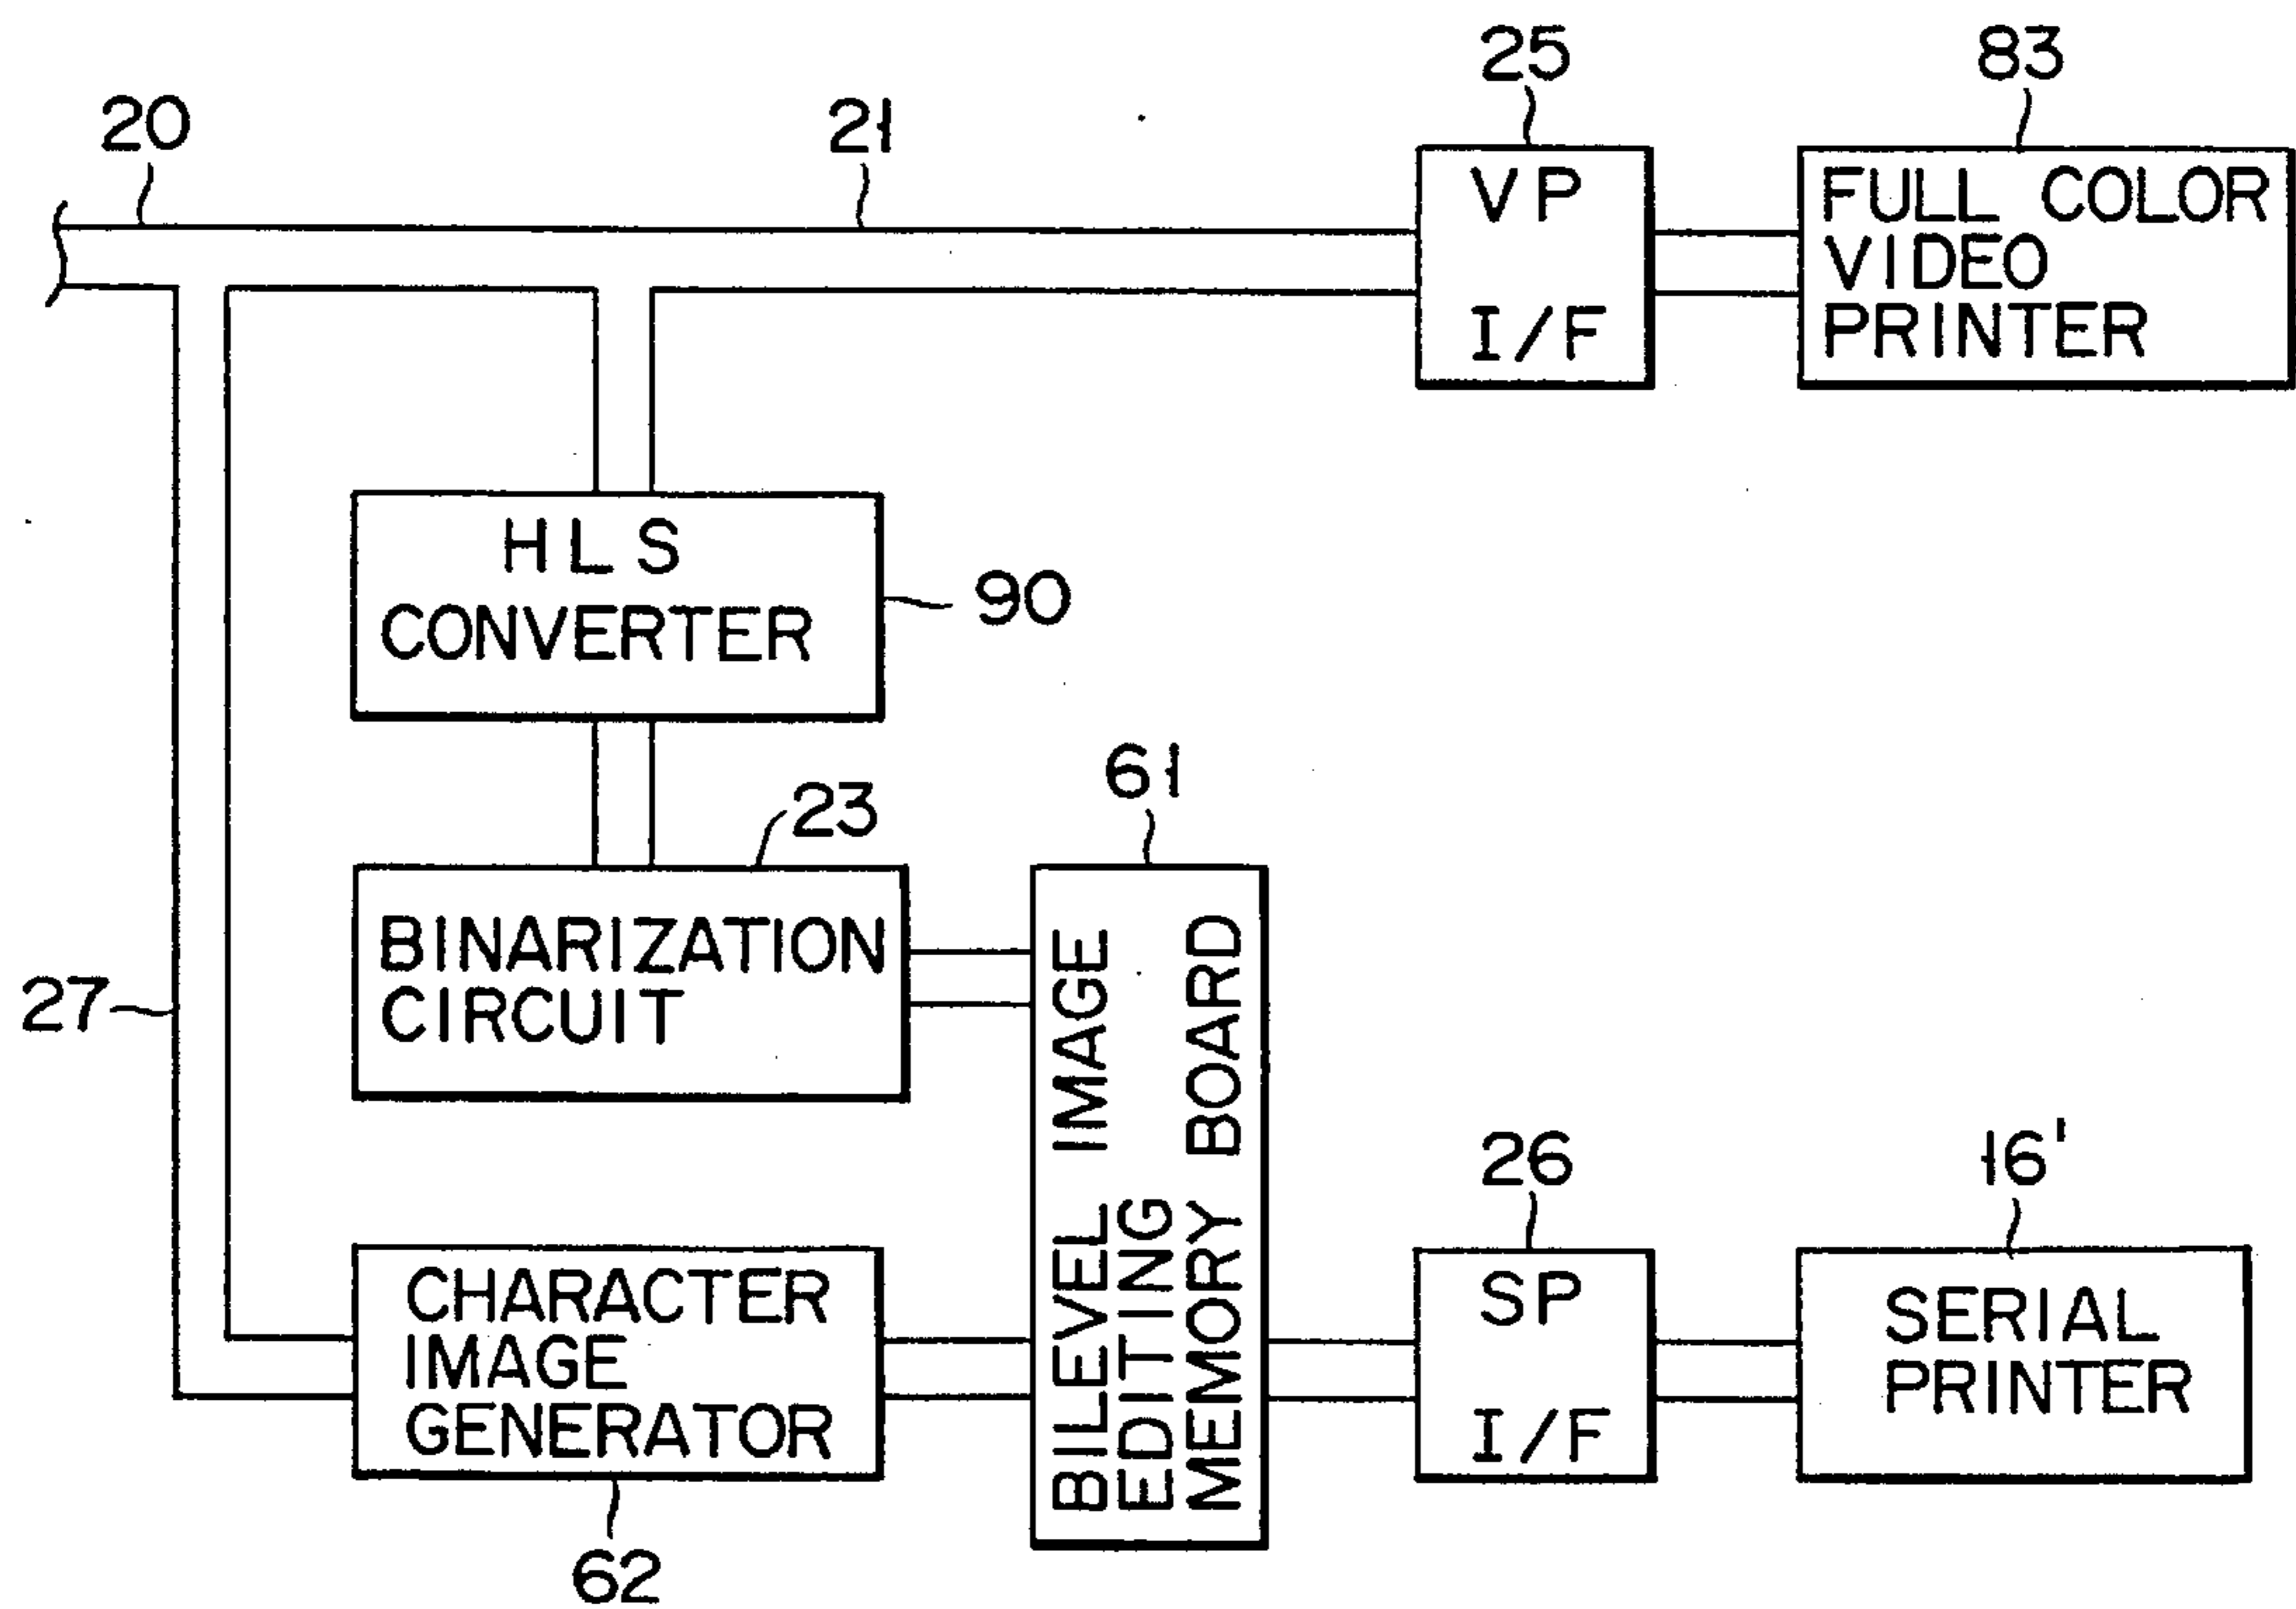 20
21
25
83
VP
I/F
FULL COLOR
VIDEO
PRINTER
HLS
CONVERTER
90
23
61
BINARIZATION
CIRCUIT
27
BILEVEL IMAGE
EDITING
MEMORY BOARD
26
16'
CHARACTER
IMAGE
GENERATOR
SP
I/F
SERIAL
PRINTER
62